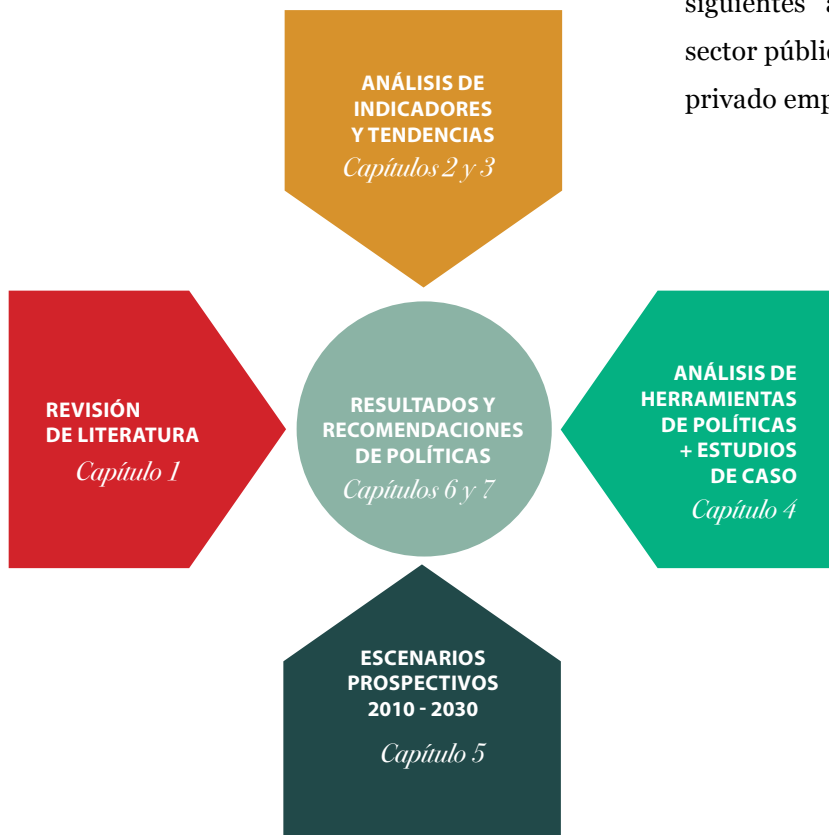 siguientes
sector
privado
ANÁLISIS DE
INDICADORES
Y TENDENCIAS
Capítulos 2 y 3
REVISIÓN
DE LITERATURA
Capítulo 1
RESULTADOS Y
RECOMENDACIONES
DE POLÍTICAS
Capítulos 6 y 7
ANÁLISIS DE
HERRAMIENTAS
DE POLÍTICAS
+ ESTUDIOS
DE CASO
Capítulo 4
ESCENARIOS
PROSPECTIVOS
2010 - 2030
Capítulo 5